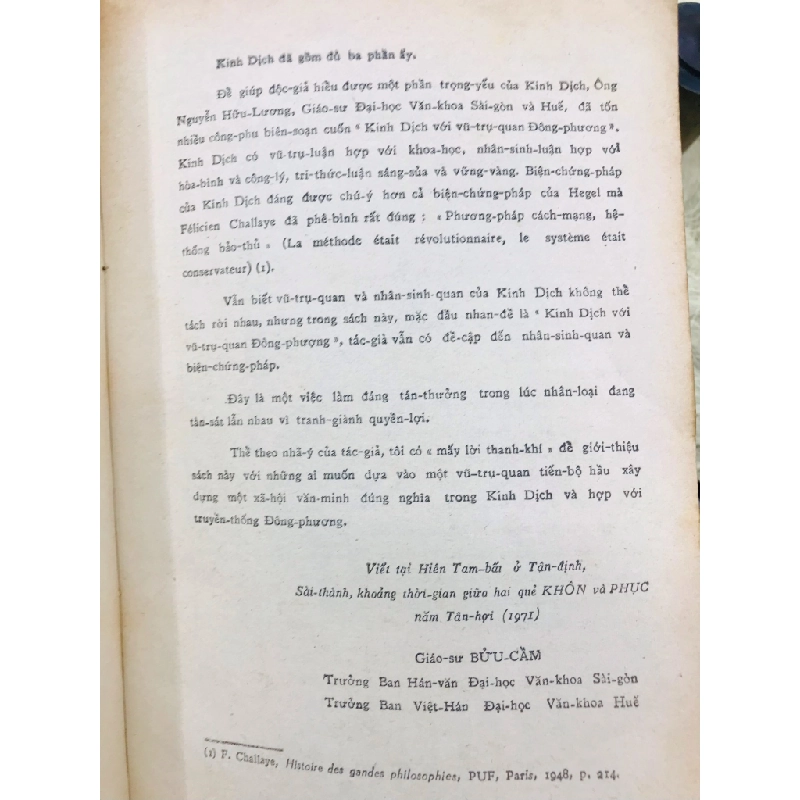 Kinh Dịch đã gồm đủ ba phần ấy.
Để giúp độc-giả hiểu được một phần trọng-yếu của Kinh Dịch, Ông
Nguyễn Hữu-Lương, Giáo-sư Đại-học Văn-khoa Sài-gòn và Huế, đã tốn
nhiều công-phu biên-soạn cuốn « Kinh Dịch với vũ-trụ-quan Đông-phương ».
Kinh Dịch có vũ-trụ-luận hợp với khoa-học, nhân-sinh-luận hợp với
hòa-bình và công-lý, tri-thức-luận sáng-sủa và vững-vàng. Biện-chứng-pháp
của Kinh Dịch đáng được chú-ý hơn cả biện-chứng-pháp của Hegel mà
Félicien Challaye đã phê-bình rất đúng : « Phương-pháp cách-mạng, hệ-
thống bảo-thủ » (La méthode était révolutionnaire, le système était
conservateur) (1).
Vẫn biết vũ-trụ-quan và nhân-sinh-quan của Kinh Dịch không thể
tách rời nhau, nhưng trong sách này, mặc dầu nhan-đề là « Kinh Dịch với
vũ-trụ-quan Đông-phượng », tác-giả vẫn có đề-cập đến nhân-sinh-quan và
biện-chứng-pháp.
Đây là một việc làm đáng tán-thưởng trong lúc nhân-loại đang
tàn-sát lẫn nhau vì tranh-giành quyền-lợi.
Thể theo nhã-ý của tác-giả, tôi có « mấy lời thanh-khí » để giới-thiệu
sách này với những ai muốn dựa vào một vũ-trụ-quan tiến-bộ hầu xây
dựng một xã-hội văn-minh đúng nghĩa trong Kinh Dịch và hợp với
truyền-thống Đông-phương.
Viết tại Hiên Tam-bất ở Tân-định,
Sài-thành, khoảng thời-gian giữa hai quẻ KHÔN và PHỤC
năm Tân-hợi (1971)
Giáo-sư BỬU-CẦM
Trưởng Ban Hán-văn Đại-học Văn-khoa Sài-gòn
Trưởng Ban Việt-Hán Đại-học Văn-khoa Huế
(1) F. Challaye, Histoire des gandes philosophies, PUF, Paris, 1948, p. 214.